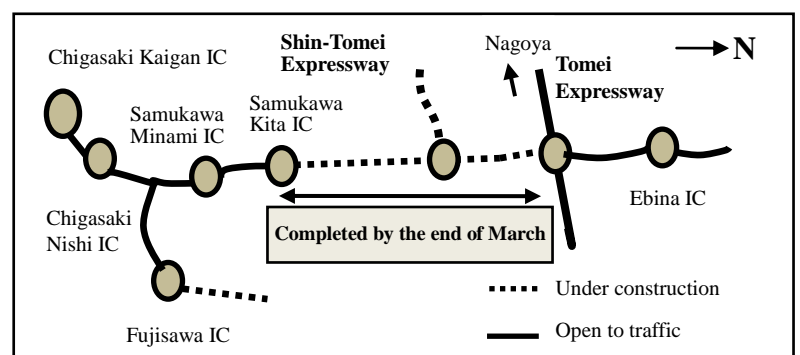 Chigasaki Kaigan IC
Shin-Tomei
Expressway
Nagoya
N
Tomei
Expressway
Samukawa
Minami IC
Samukawa
Kita IC
Ebina IC
Chigasaki
Nishi IC
Completed by the end of March
Fujisawa IC
Under construction
Open to traffic